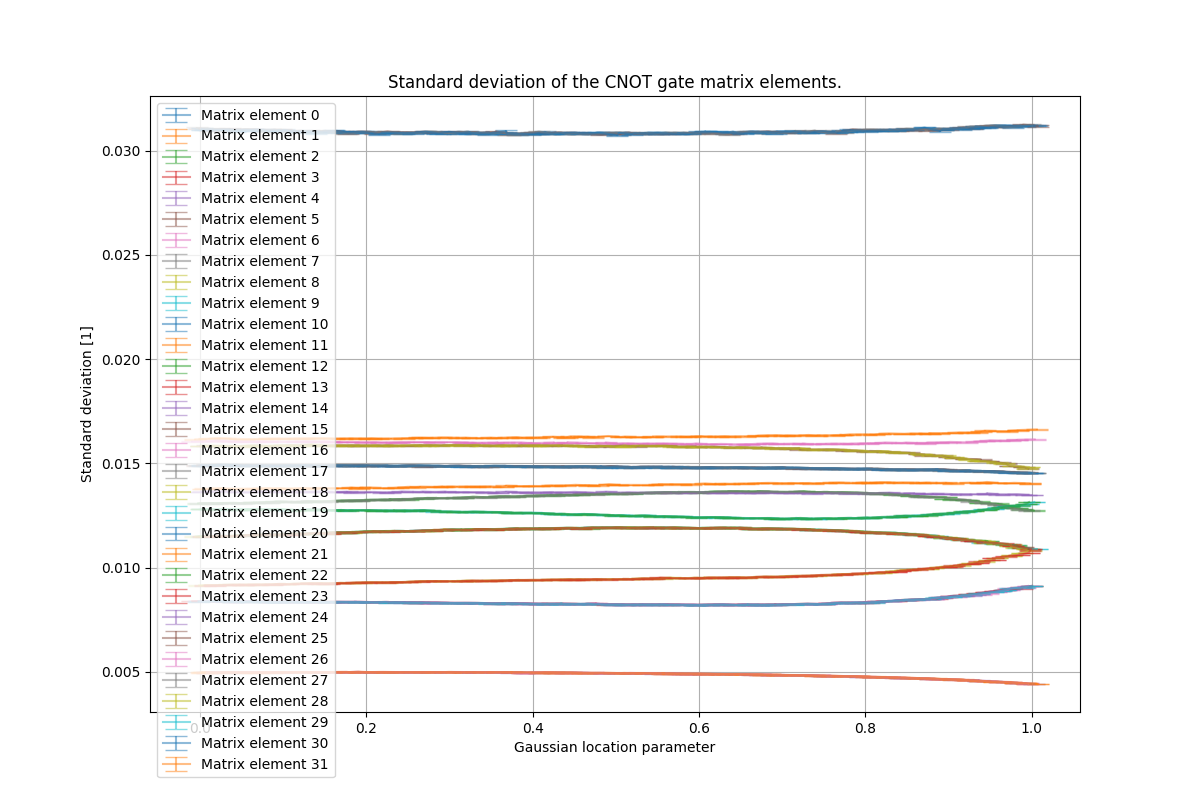 Standard deviation of the CNOT gate matrix elements.
Standard deviation [1]
0.030
0.025
0.020
0.015
0.010
0.005
Matrix element 0
Matrix element 1
Matrix element 2
Matrix element 3
Matrix element 4
Matrix element 5
Matrix element 6
Matrix element 7
Matrix element 8
Matrix element 9
Matrix element 10
Matrix element 11
Matrix element 12
Matrix element 13
Matrix element 14
Matrix element 15
Matrix element 16
Matrix element 17
Matrix element 18
Matrix element 19
Matrix element 20
Matrix element 21
Matrix element 22
Matrix element 23
Matrix element 24
Matrix element 25
Matrix element 26
Matrix element 27
Matrix element 28
Matrix element 29
Matrix element 30
Matrix element 31
0.0 0.2 0.4 0.6 0.8 1.0
Gaussian location parameter